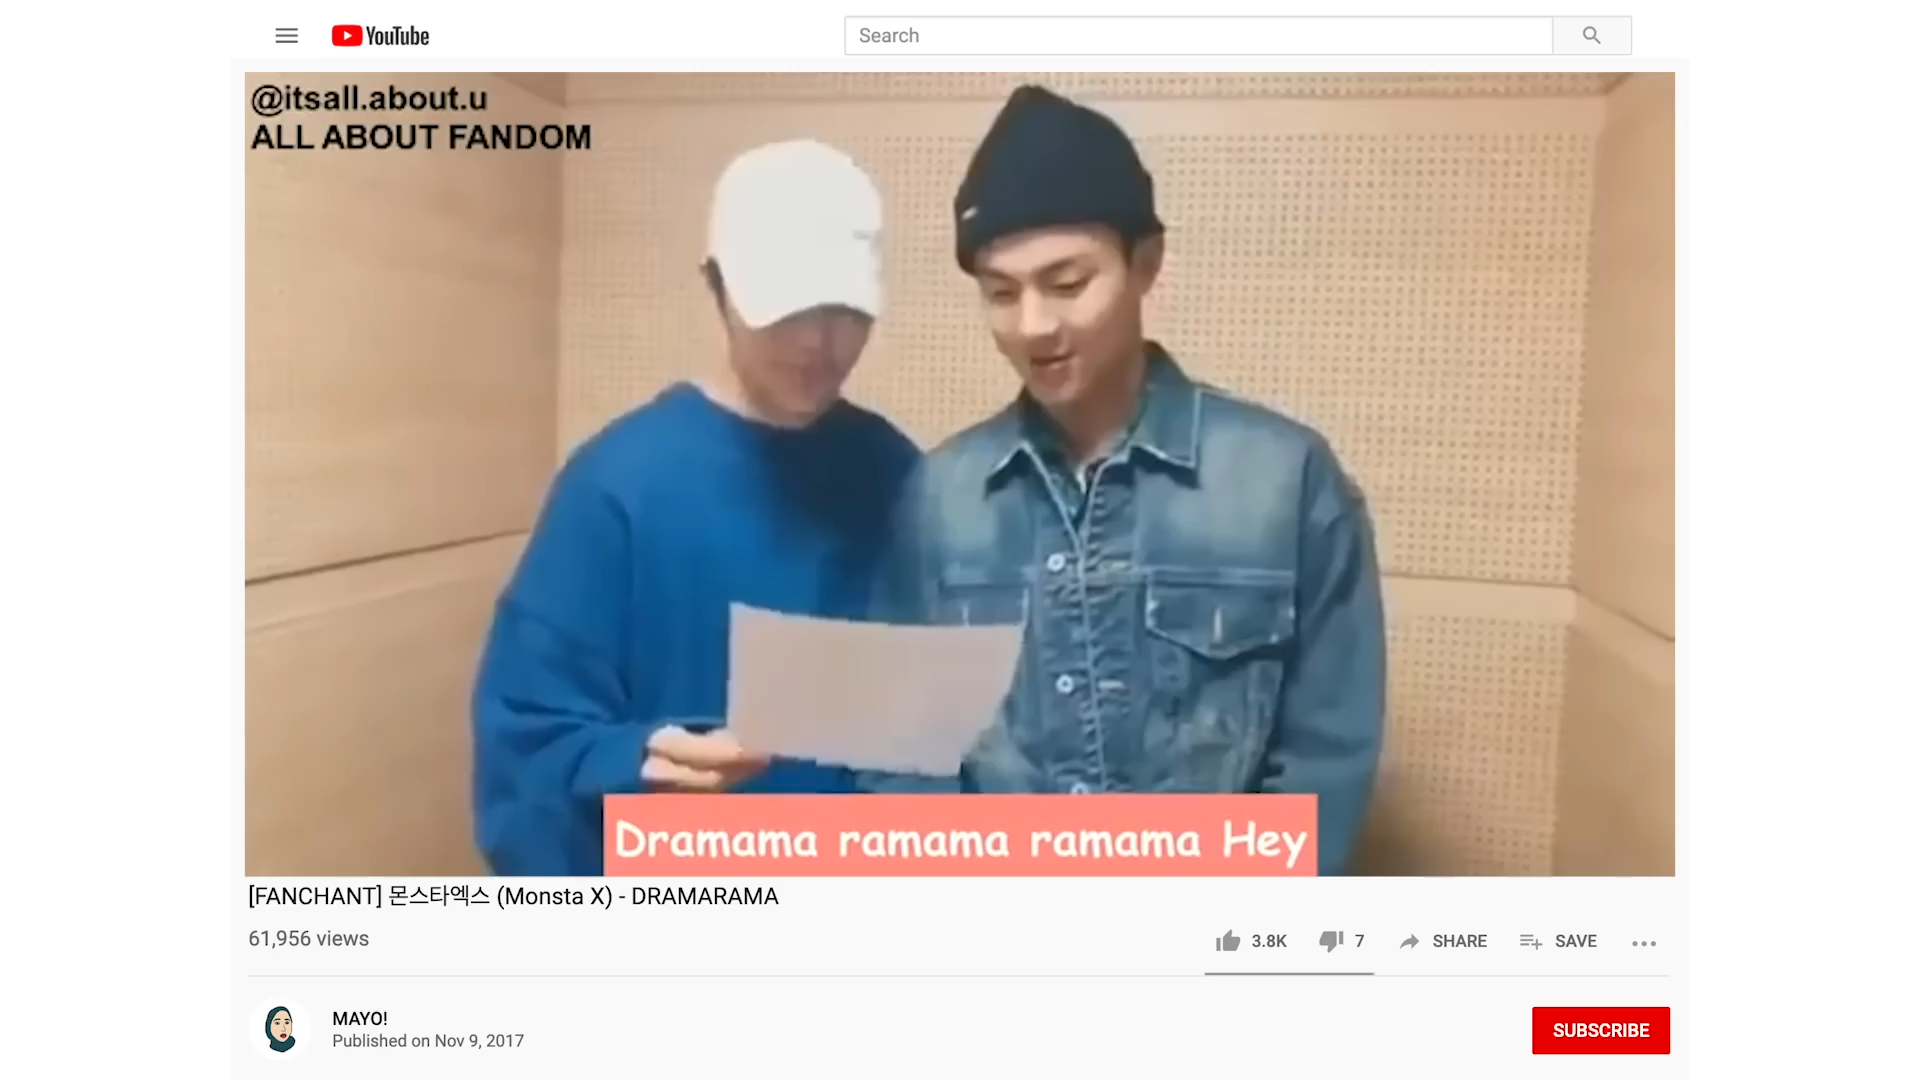 YouTube
Search
@itsall.about.u
ALL ABOUT FANDOM
Dramama ramama ramama Hey
[FANCHANT] 몬스타엑스 (Monsta X) - DRAMARAMA
61,956 views
3.8K
7
SHARE
SAVE
MAYO!
Published on Nov 9, 2017
SUBSCRIBE